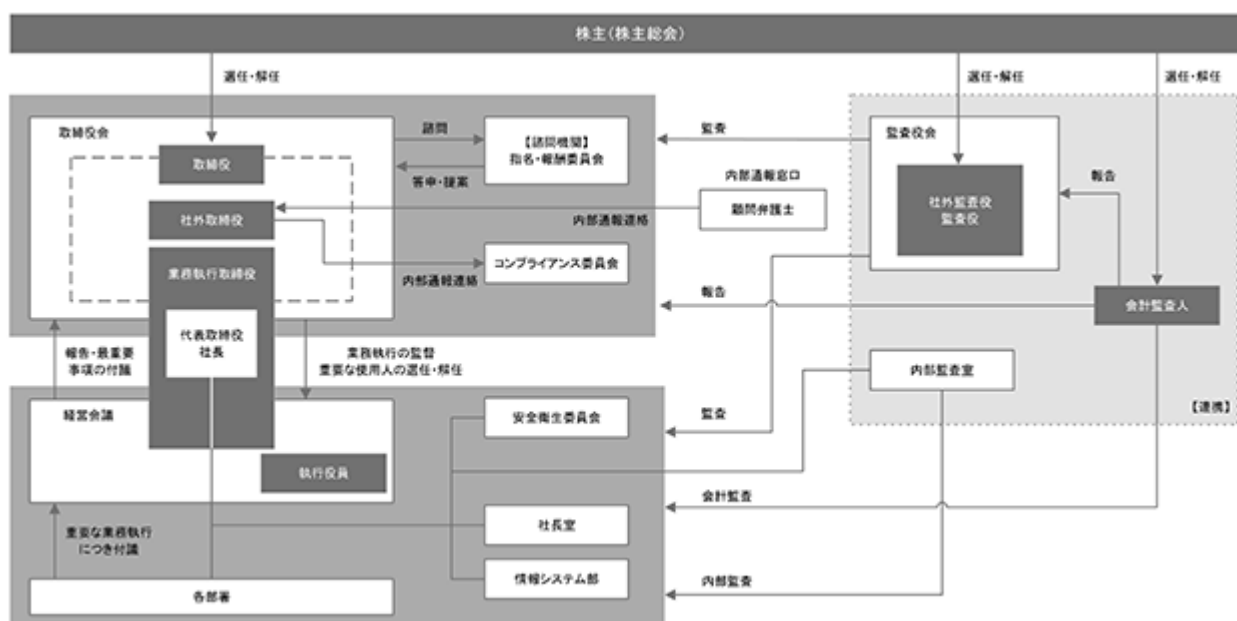 株主(株主総会)
選任・解任
選任・解任
選任・解任
取締役会
取締役
社外取締役
業務執行取締役
代表取締役
社長
諮問
答申・提案
【諮問機関】
指名・報酬委員会
監査
内部通報窓口
顧問弁護士
内部通報連絡
内部通報連絡
コンプライアンス委員会
監査役会
社外監査役
監査役
報告
報告
会計監査人
内部監査室
【連携】
報告・最重要
事項の付議
業務執行の監督
重要な使用人の選任・解任
経営会議
執行役員
安全衛生委員会
監査
会計監査
社長室
情報システム部
内部監査
重要な業務執行
につき付議
各部署